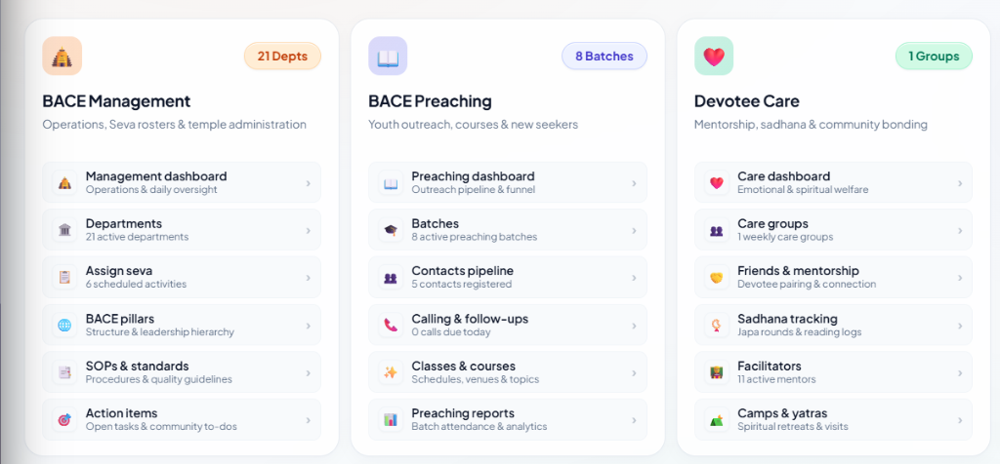 21 Depts
BACE Management
Operations, Seva rosters & temple administration
Management dashboard
Operations & daily oversight
Departments
21 active departments
Assign seva
6 scheduled activities
BACE pillars
Structure & leadership hierarchy
SOPs & standards
Procedures & quality guidelines
Action items
Open tasks & community to-dos
8 Batches
BACE Preaching
Youth outreach, courses & new seekers
Preaching dashboard
Outreach pipeline & funnel
Batches
8 active preaching batches
Contacts pipeline
5 contacts registered
Calling & follow-ups
0 calls due today
Classes & courses
Schedules, venues & topics
Preaching reports
Batch attendance & analytics
1 Groups
Devotee Care
Mentorship, sadhana & community bonding
Care dashboard
Emotional & spiritual welfare
Care groups
1 weekly care groups
Friends & mentorship
Devotee pairing & connection
Sadhana tracking
Japa rounds & reading logs
Facilitators
11 active mentors
Camps & yatras
Spiritual retreats & visits